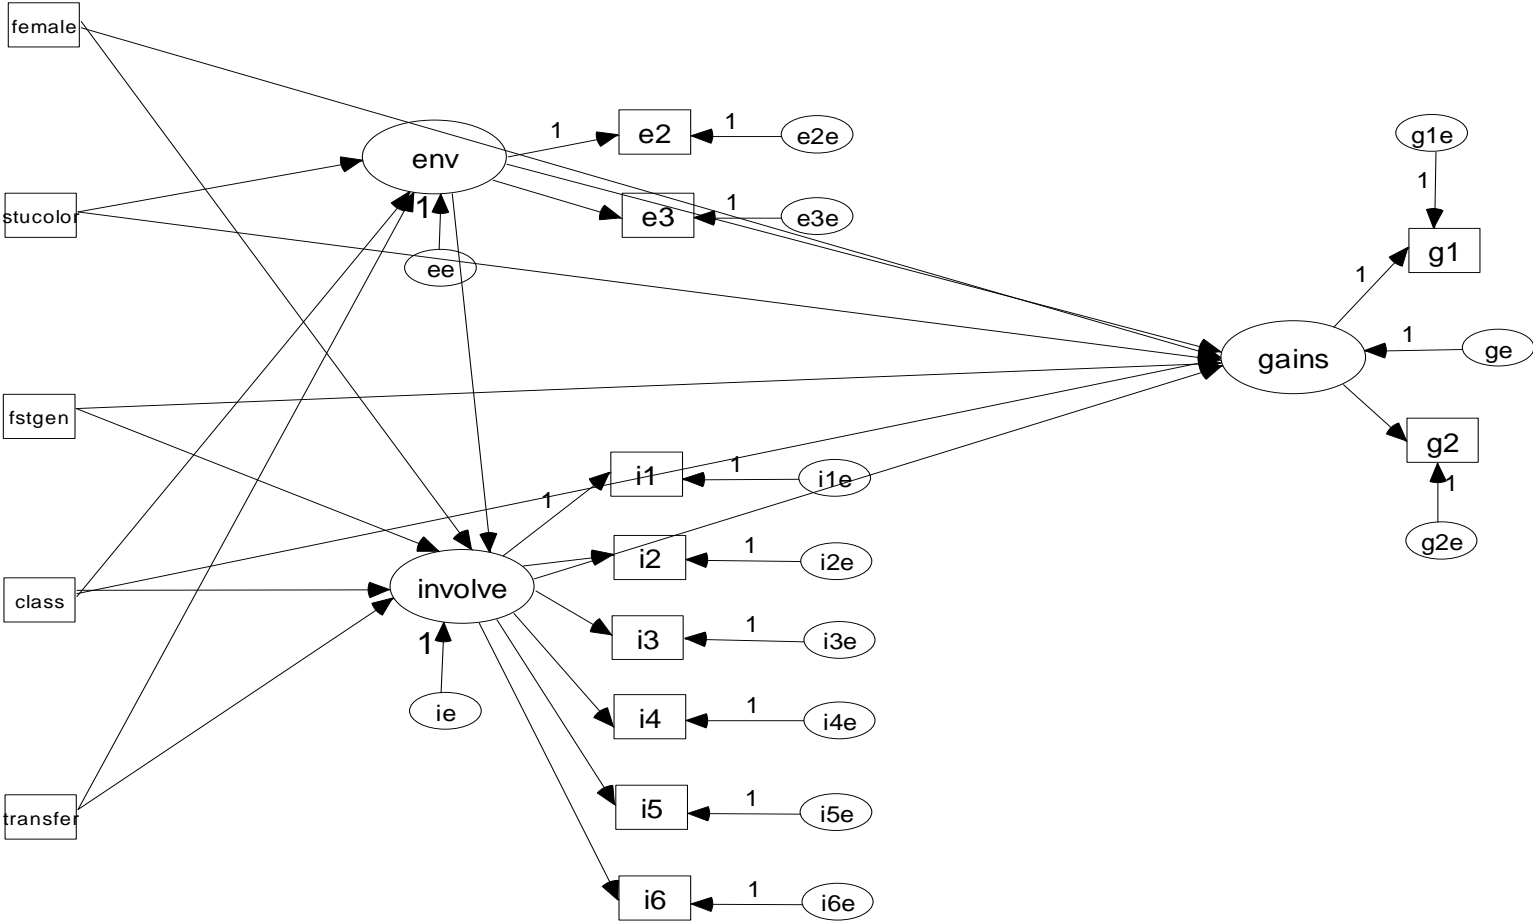 female
env
1
e2
1
e2e
g1e
stucolor
1
e3
1
e3e
1
ee
g1
1
gains
1
ge
fstgen
g2
1
g2e
i1
1
i1e
1
class
involve
i2
1
i2e
1
i3
1
i3e
ie
i4
1
i4e
transfer
i5
1
i5e
i6
1
i6e